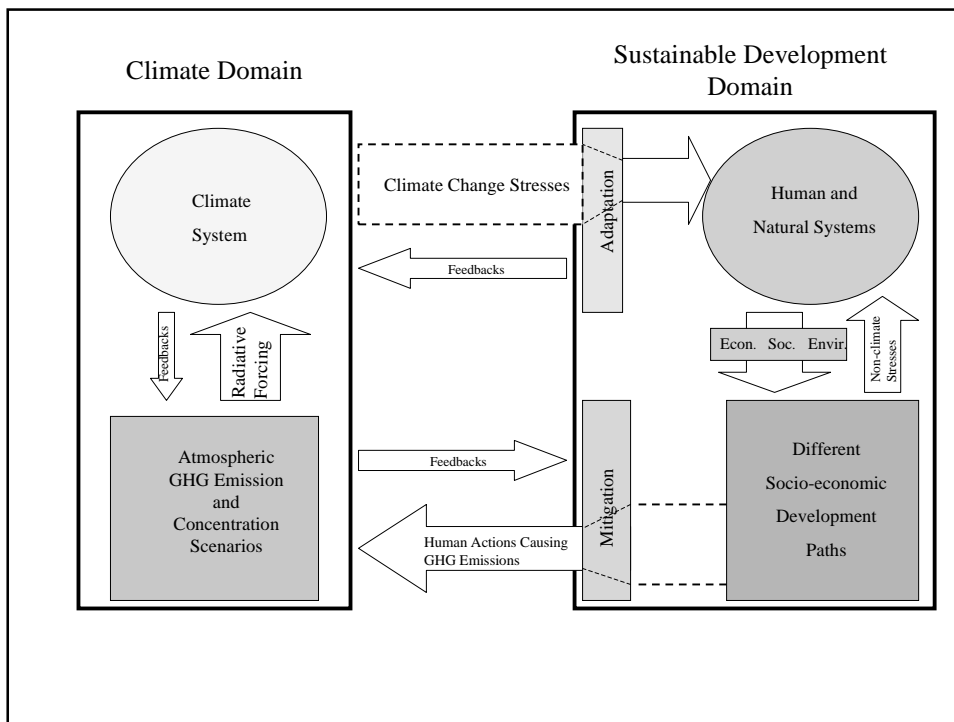 Climate Domain
Sustainable Development
Domain
Climate
System
Climate Change Stresses
Adaptation
Human and
Natural Systems
Feedbacks
Feedbacks
Radiative
Forcing
Econ. Soc. Envir.
Non-climate
Stresses
Atmospheric
GHG Emission
and
Concentration
Scenarios
Feedbacks
Human Actions Causing
GHG Emissions
Mitigation
Different
Socio-economic
Development
Paths